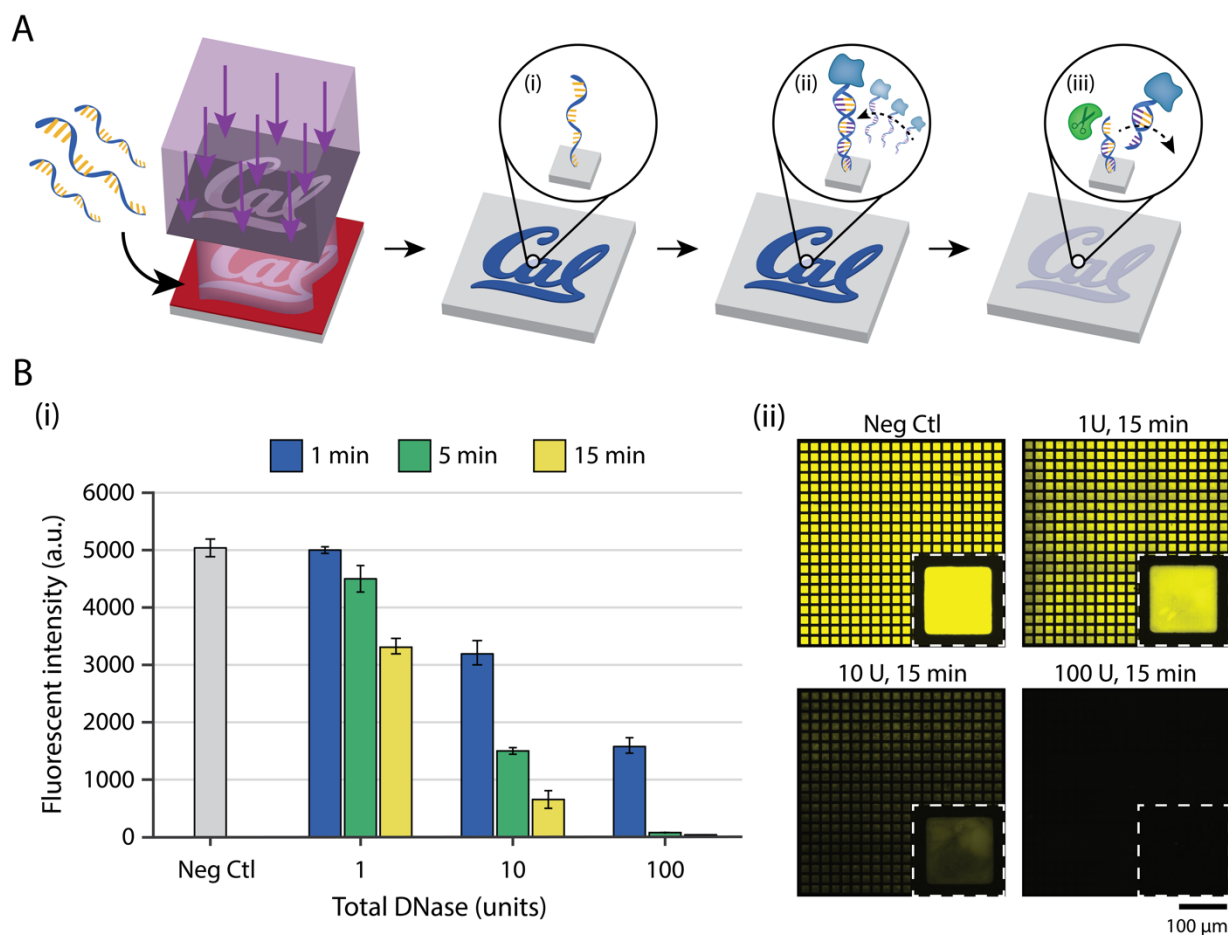 A
Cal
Cal
(i)
Cal
(ii)
Cal
(iii)
Cal
B
(i)
1 min 5 min 15 min
Fluorescent intensity (a.u.)
6000
5000
4000
3000
2000
1000
0
Neg Ctl 1 10 100
Total DNase (units)
(ii)
Neg Ctl 1U, 15 min
10 U, 15 min 100 U, 15 min
100 µm